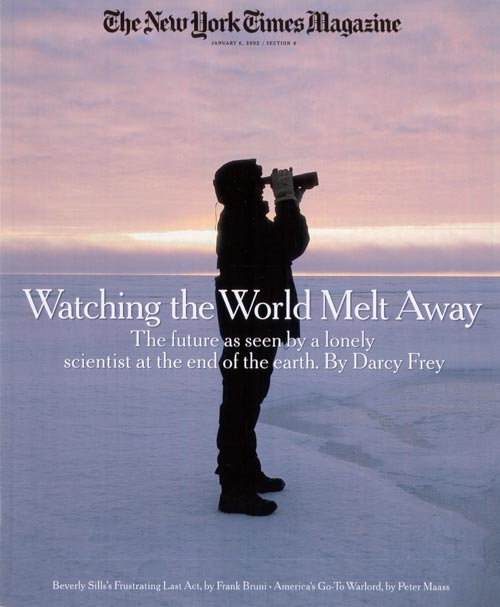 The New York Times Magazine
JANUARY 6, 2002 / SECTION 6
Watching the World Melt Away
The future as seen by a lonely
scientist at the end of the earth. By Darcy Frey
Beverly Sills's Frustrating Last Act, by Frank Bruni • America's Go-To Warlord, by Peter Maass